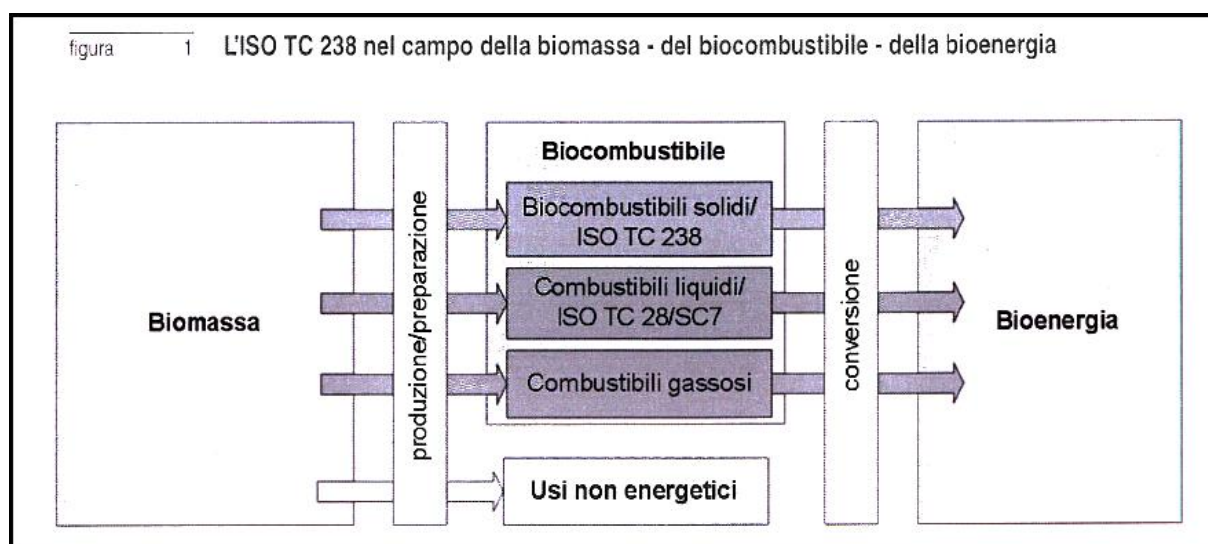 figura 1 L'ISO TC 238 nel campo della biomassa - del biocombustibile - della bioenergia
Biomassa
produzione/preparazione
Biocombustibile
Biocombustibili solidi/
ISO TC 238
Combustibili liquidi/
ISO TC 28/SC7
Combustibili gassosi
Usi non energetici
conversione
Bioenergia